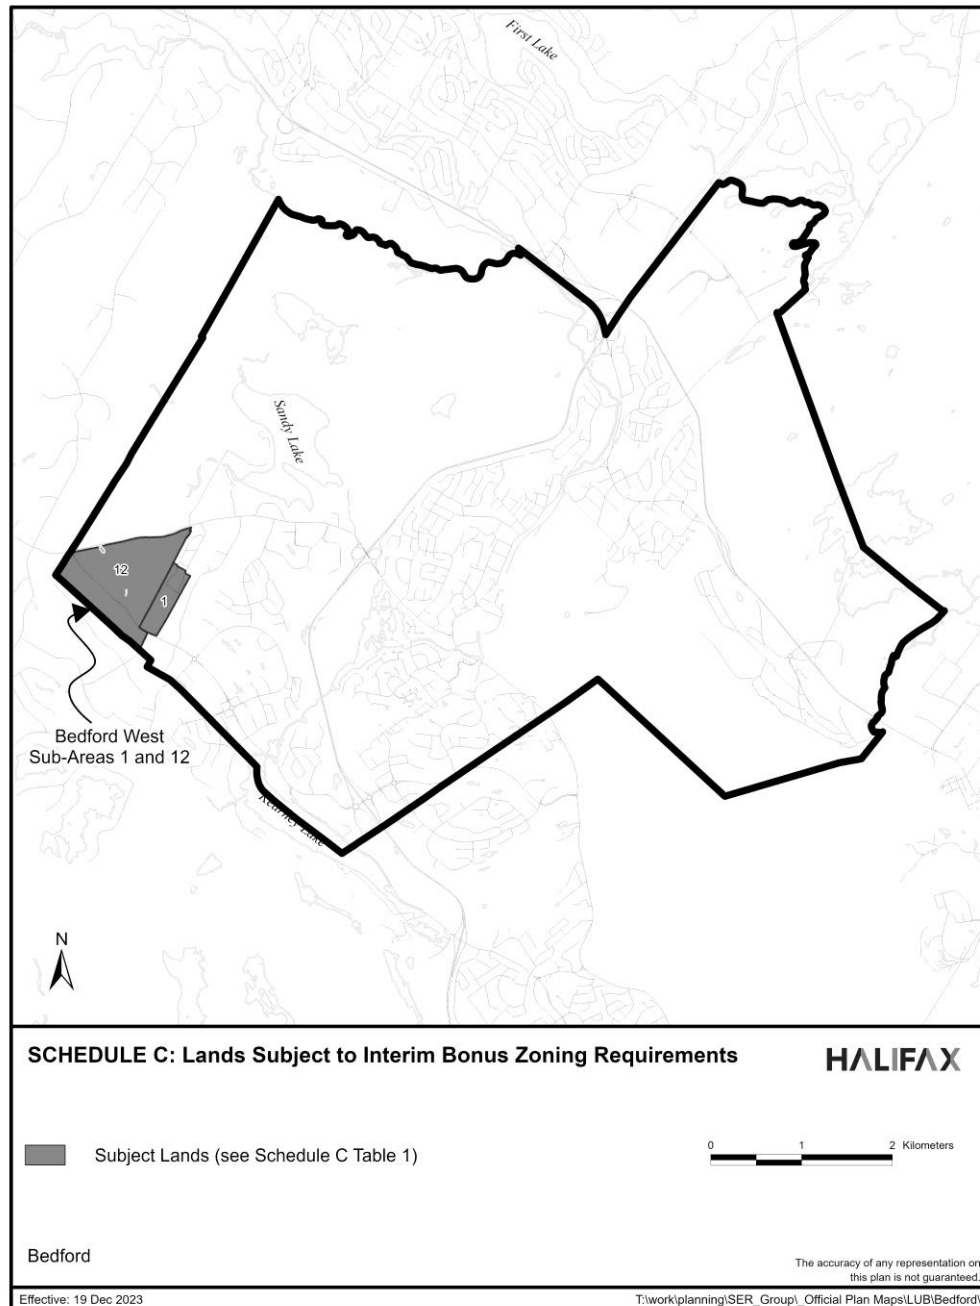 First Lake
Sandy Lake
12
1
Bedford West
Sub-Areas 1 and 12
Kearney Lake
N
SCHEDULE C: Lands Subject to Interim Bonus Zoning Requirements
HALIFAX
Subject Lands (see Schedule C Table 1)
0 1 2 Kilometers
Bedford
The accuracy of any representation on
this plan is not guaranteed.
Effective: 19 Dec 2023
T:\work\planning\SER_Group\_Official Plan Maps\LUB\Bedford\